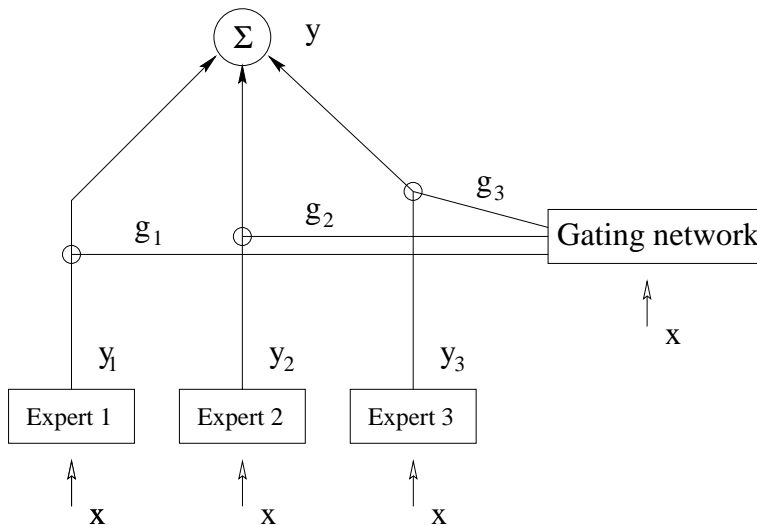 Σ y
g₃
g₁ g₂ Gating network
x
y₁ y₂ y₃
Expert 1 Expert 2 Expert 3
x x x